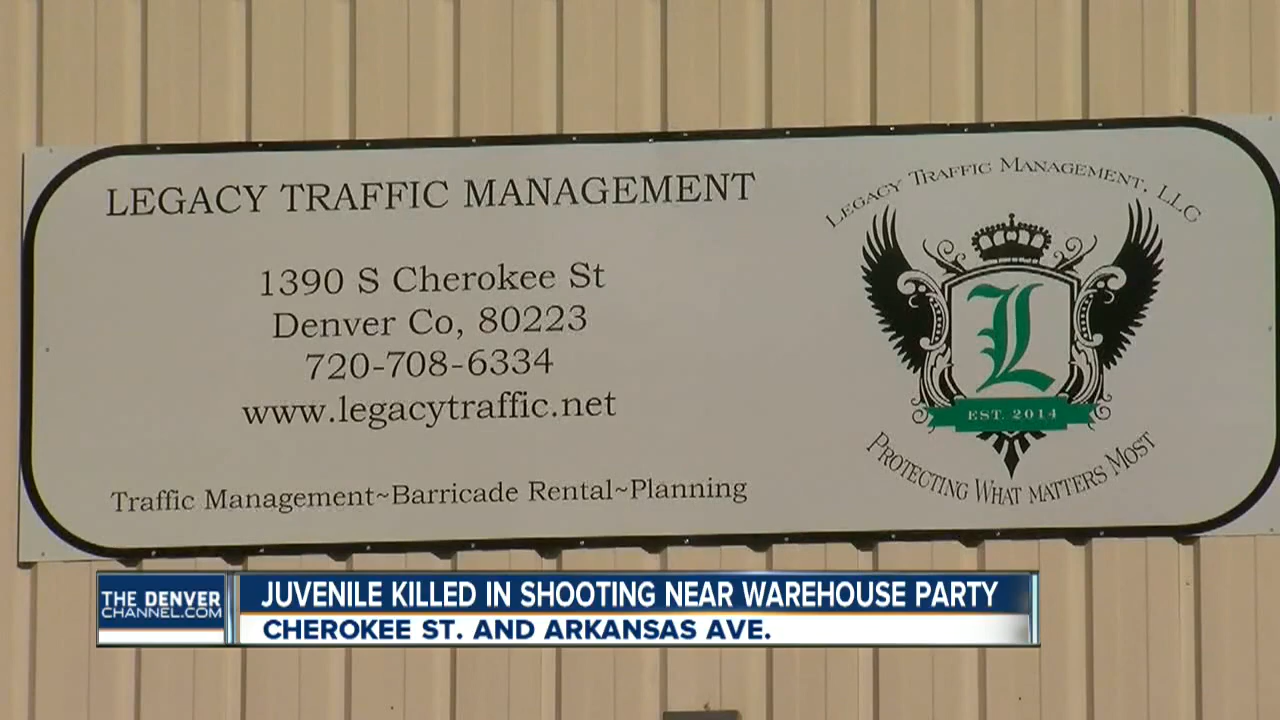 LEGACY TRAFFIC MANAGEMENT
1390 S Cherokee St
Denver Co, 80223
720-708-6334
www.legacytraffic.net
Traffic Management~Barricade Rental~Planning
LEGACY TRAFFIC MANAGEMENT, LLC
L
EST. 2014
PROTECTING WHAT MATTERS MOST
THE DENVER
CHANNEL.COM
JUVENILE KILLED IN SHOOTING NEAR WAREHOUSE PARTY
CHEROKEE ST. AND ARKANSAS AVE.